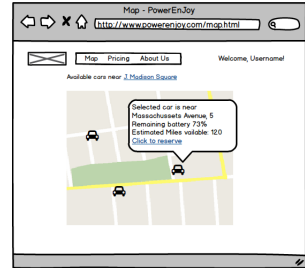 Map - PowerEnJoy
http://www.powerenjoy.com/map.html
Map Pricing About Us
Welcome, Username!
Available cars near J Madison Square
Selected car is near
Massachussets Avenue, 5
Remaining battery 73%
Estimated Miles vailable: 120
Click to reserve